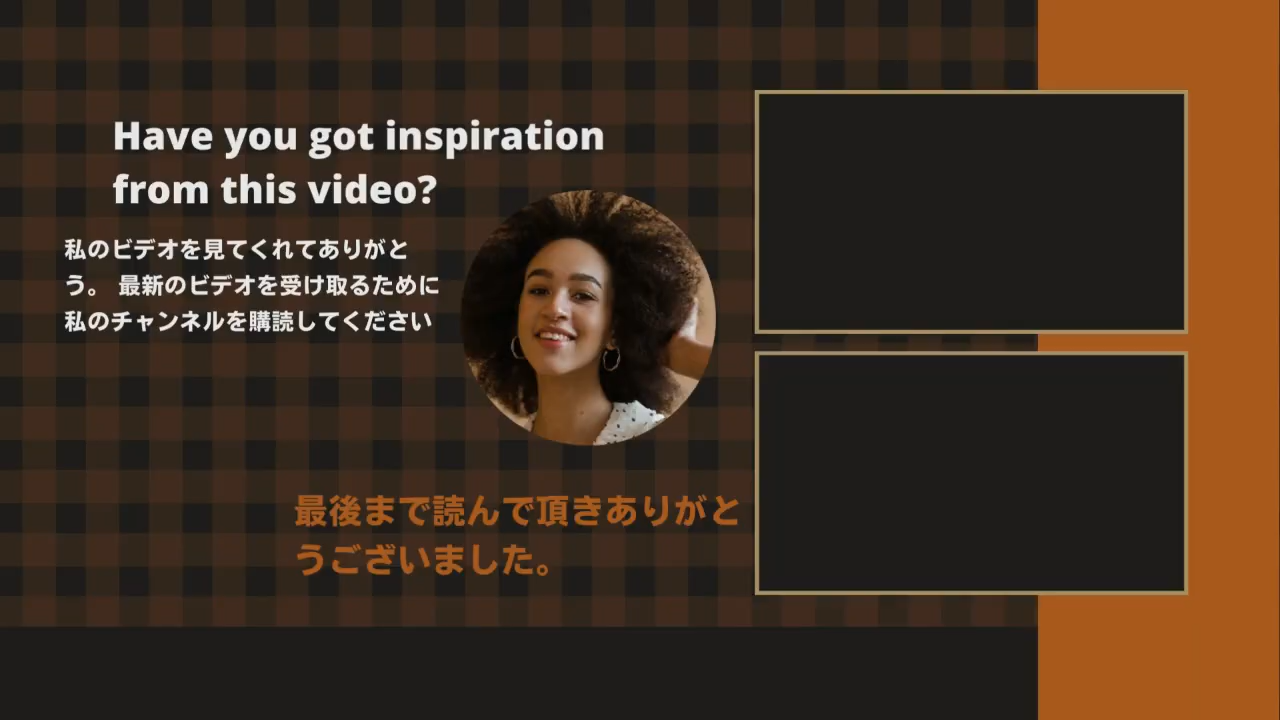 Have you got inspiration
from this video?
私のビデオを見てくれてありがと
う。 最新のビデオを受け取るために
私のチャンネルを購読してください
最後まで読んで頂きありがと
うございました。